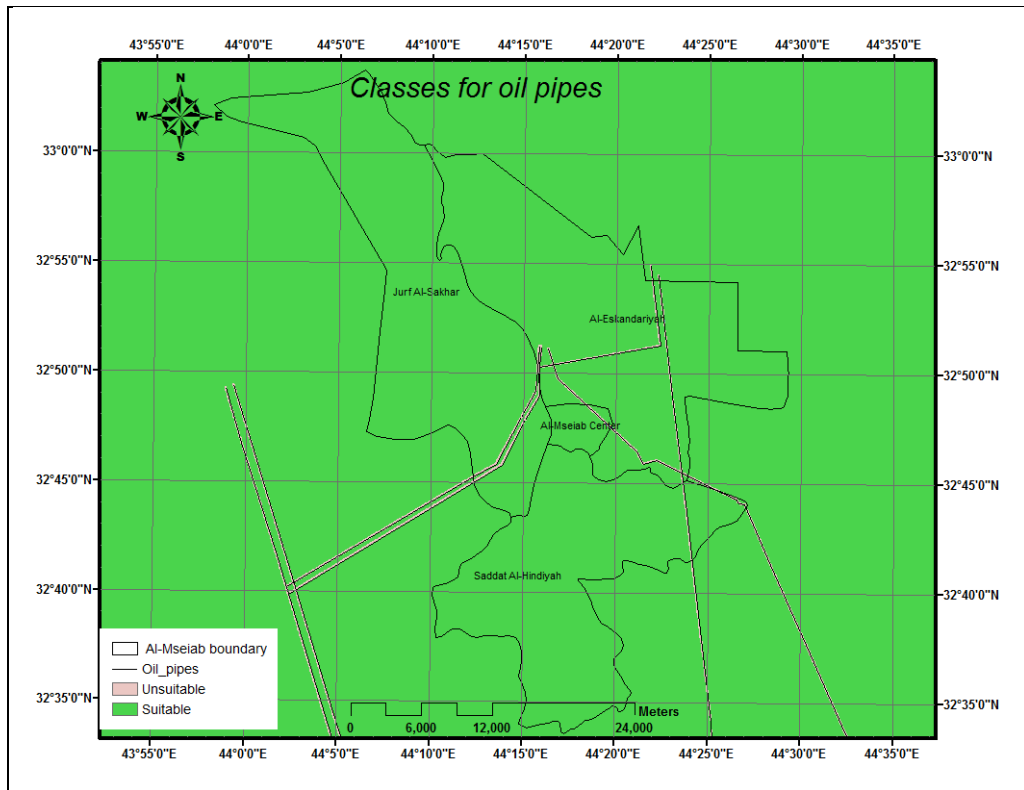 43°55'0"E 44°0'0"E 44°5'0"E 44°10'0"E 44°15'0"E 44°20'0"E 44°25'0"E 44°30'0"E 44°35'0"E
Classes for oil pipes
N
W E
S
33°0'0"N 33°0'0"N
32°55'0"N 32°55'0"N
Jurf Al-Sakhar
Al-Eskandariyah
32°50'0"N 32°50'0"N
Al-Mseiab Center
32°45'0"N 32°45'0"N
Saddat Al-Hindiyah
32°40'0"N 32°40'0"N
Al-Mseiab boundary
Oil_pipes
Unsuitable
Suitable
32°35'0"N 32°35'0"N
Meters
0 6,000 12,000 24,000
43°55'0"E 44°0'0"E 44°5'0"E 44°10'0"E 44°15'0"E 44°20'0"E 44°25'0"E 44°30'0"E 44°35'0"E